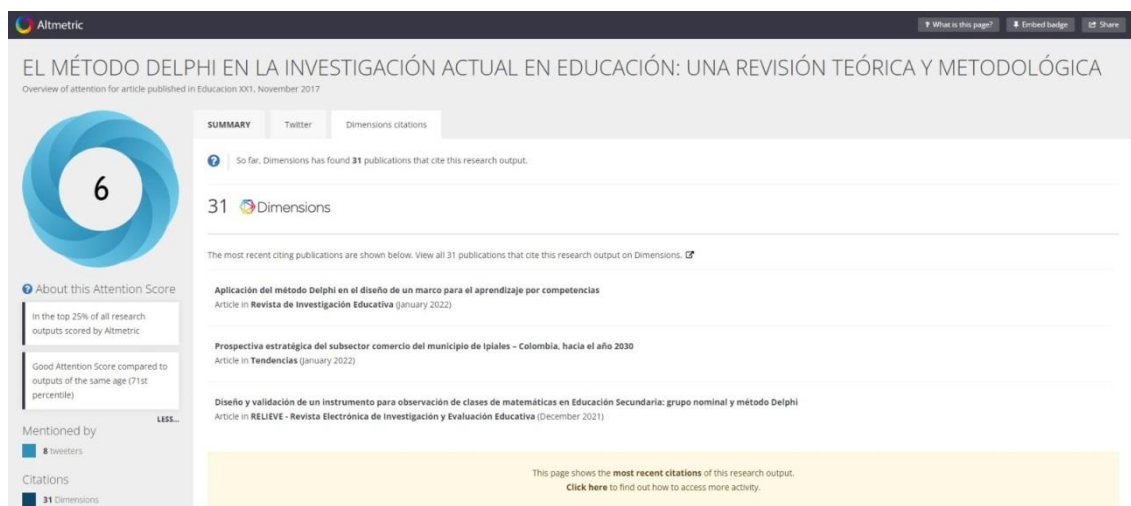 Altmetric
? What is this page?
Embed badge
Share
EL MÉTODO DELPHI EN LA INVESTIGACIÓN ACTUAL EN EDUCACIÓN: UNA REVISIÓN TEÓRICA Y METODOLÓGICA
Overview of attention for article published in Educacion XX1, November 2017
6
? About this Attention Score
In the top 25% of all research
outputs scored by Altmetric
Good Attention Score compared to
outputs of the same age (71st
percentile)
LESS...
Mentioned by
8 tweeters
Citations
31 Dimensions
SUMMARY
Twitter
Dimensions citations
? So far, Dimensions has found 31 publications that cite this research output.
31 Dimensions
The most recent citing publications are shown below. View all 31 publications that cite this research output on Dimensions.
Aplicación del método Delphi en el diseño de un marco para el aprendizaje por competencias
Article in Revista de Investigación Educativa (January 2022)
Prospectiva estratégica del subsector comercio del municipio de Ipiales – Colombia, hacia el año 2030
Article in Tendencias (January 2022)
Diseño y validación de un instrumento para observación de clases de matemáticas en Educación Secundaria: grupo nominal y método Delphi
Article in RELIEVE - Revista Electrónica de Investigación y Evaluación Educativa (December 2021)
This page shows the most recent citations of this research output.
Click here to find out how to access more activity.